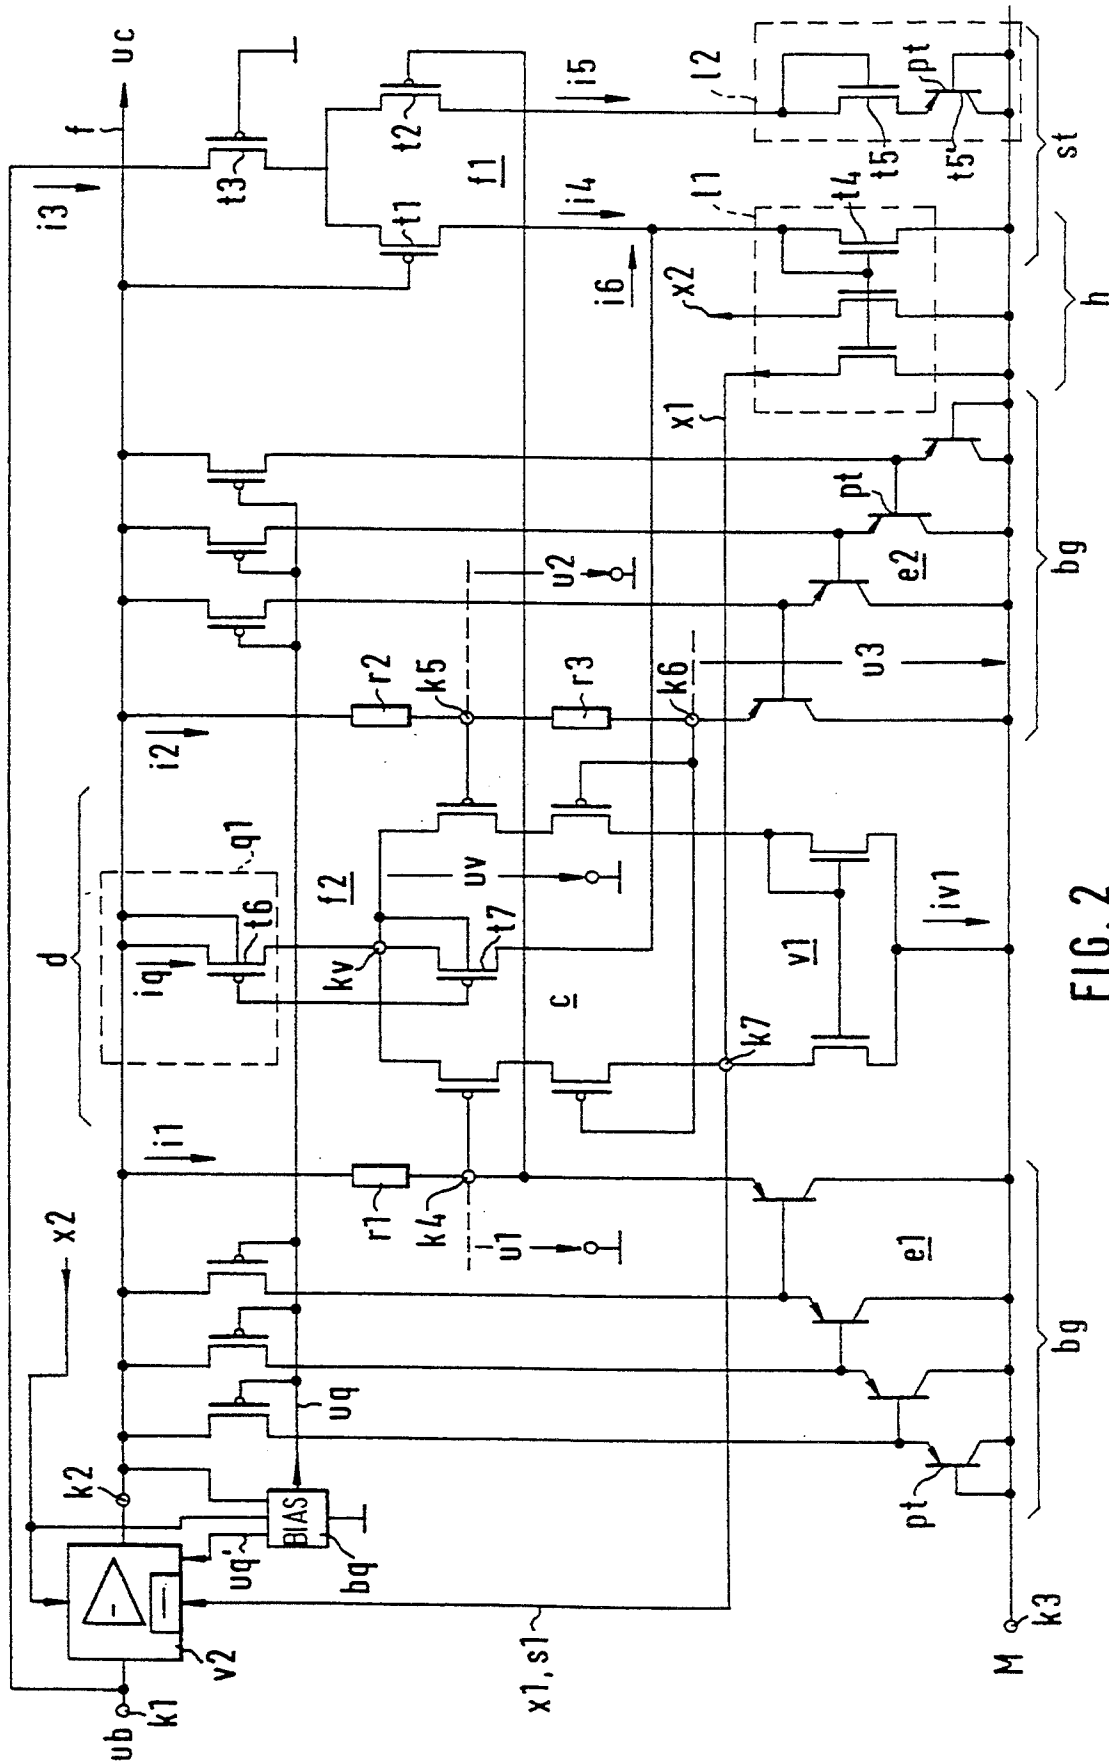 uc
f
i3
t3
t2
t1
f1
i5
i4
l2
pt
t5
t5'
st
l1
t4
i6
x2
h
x1
pt
e2
bg
u2
u3
r2
k5
r3
k6
i2
d
q1
t6
iq
f2
kv
uv
t7
c
v1
iv1
k7
i1
r1
k4
u1
e1
bg
x2
uq
k2
BIAS
uq'
bq
pt
v2
ub
k1
x1,s1
M
k3
FIG. 2